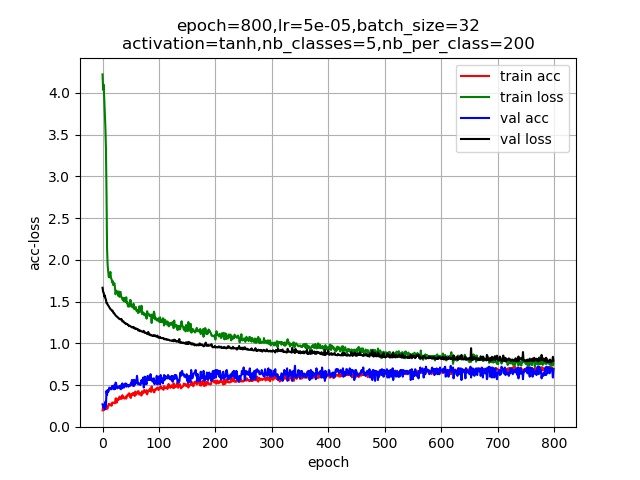 epoch=800,lr=5e-05,batch_size=32
activation=tanh,nb_classes=5,nb_per_class=200
train acc
train loss
val acc
val loss
4.0
3.5
3.0
2.5
2.0
1.5
1.0
0.5
0.0
acc-loss
0 100 200 300 400 500 600 700 800
epoch